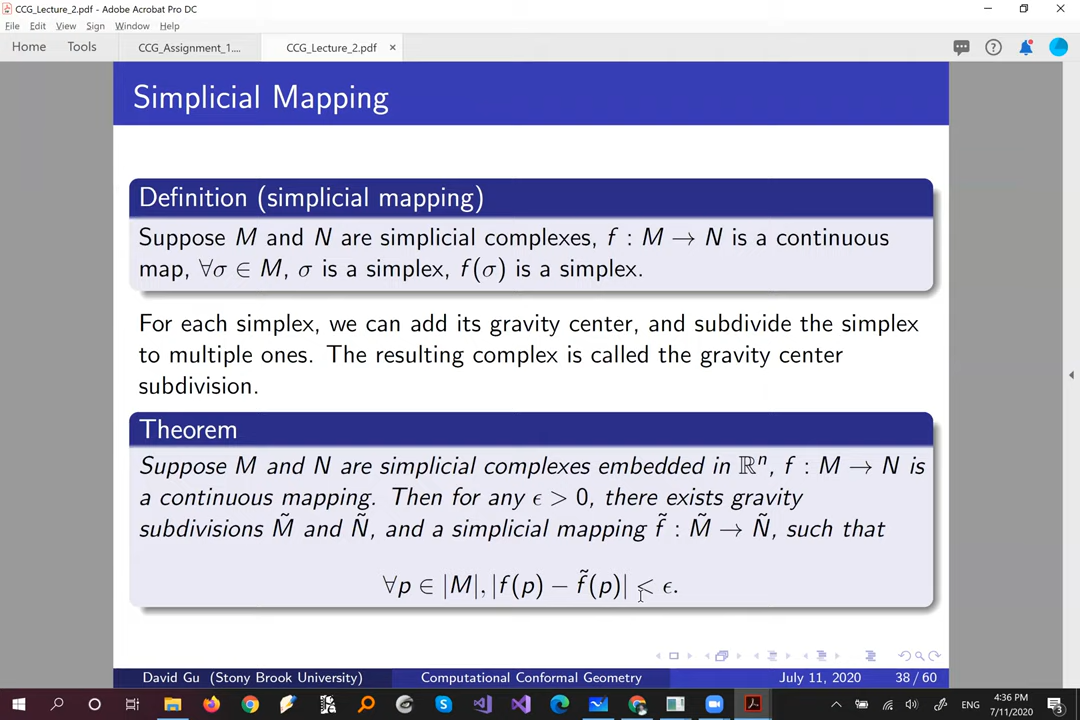 CCG_Lecture_2.pdf - Adobe Acrobat Pro DC
File Edit View Sign Window Help
Home Tools CCG_Assignment_1.... CCG_Lecture_2.pdf ×
Simplicial Mapping
Definition (simplicial mapping)
Suppose M and N are simplicial complexes, f : M → N is a continuous
map, ∀σ ∈ M, σ is a simplex, f(σ) is a simplex.
For each simplex, we can add its gravity center, and subdivide the simplex
to multiple ones. The resulting complex is called the gravity center
subdivision.
Theorem
Suppose M and N are simplicial complexes embedded in ℝⁿ, f : M → N is
a continuous mapping. Then for any ϵ > 0, there exists gravity
subdivisions M̃ and Ñ, and a simplicial mapping f̃ : M̃ → Ñ, such that
∀p ∈ |M|, |f(p) − f̃(p)| < ϵ.
David Gu (Stony Brook University) Computational Conformal Geometry July 11, 2020 38 / 60
ENG 4:36 PM
7/11/2020 3